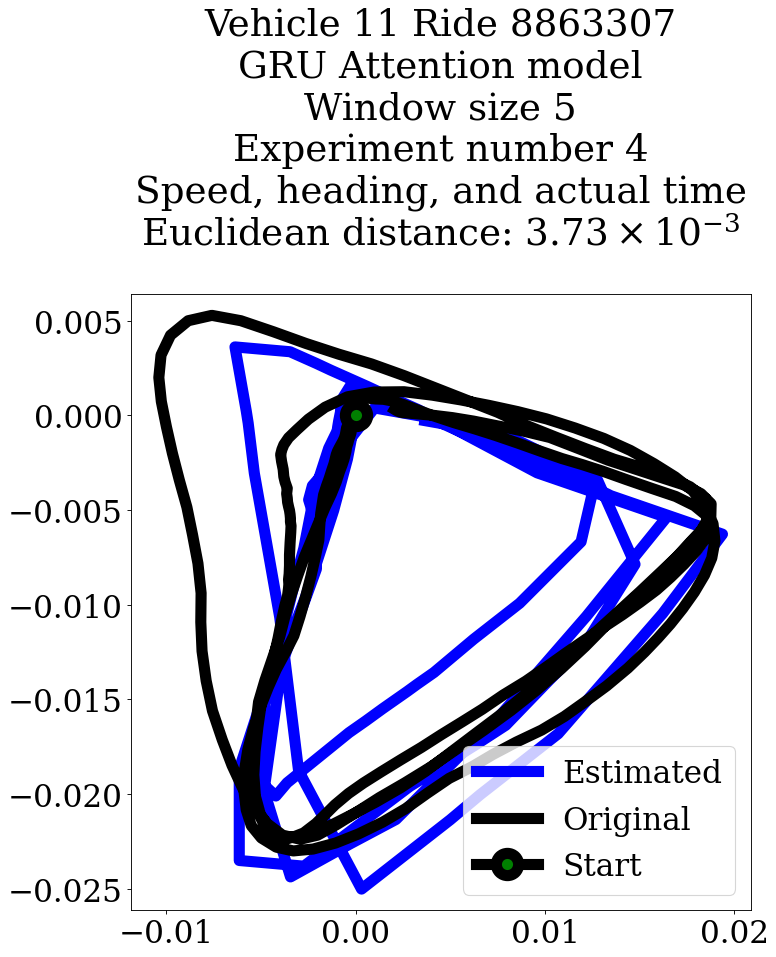 Vehicle 11 Ride 8863307
GRU Attention model
Window size 5
Experiment number 4
Speed, heading, and actual time
Euclidean distance: 3.73 × 10⁻³
0.005
0.000
−0.005
−0.010
−0.015
−0.020
−0.025
Estimated
Original
Start
−0.01
0.00
0.01
0.02